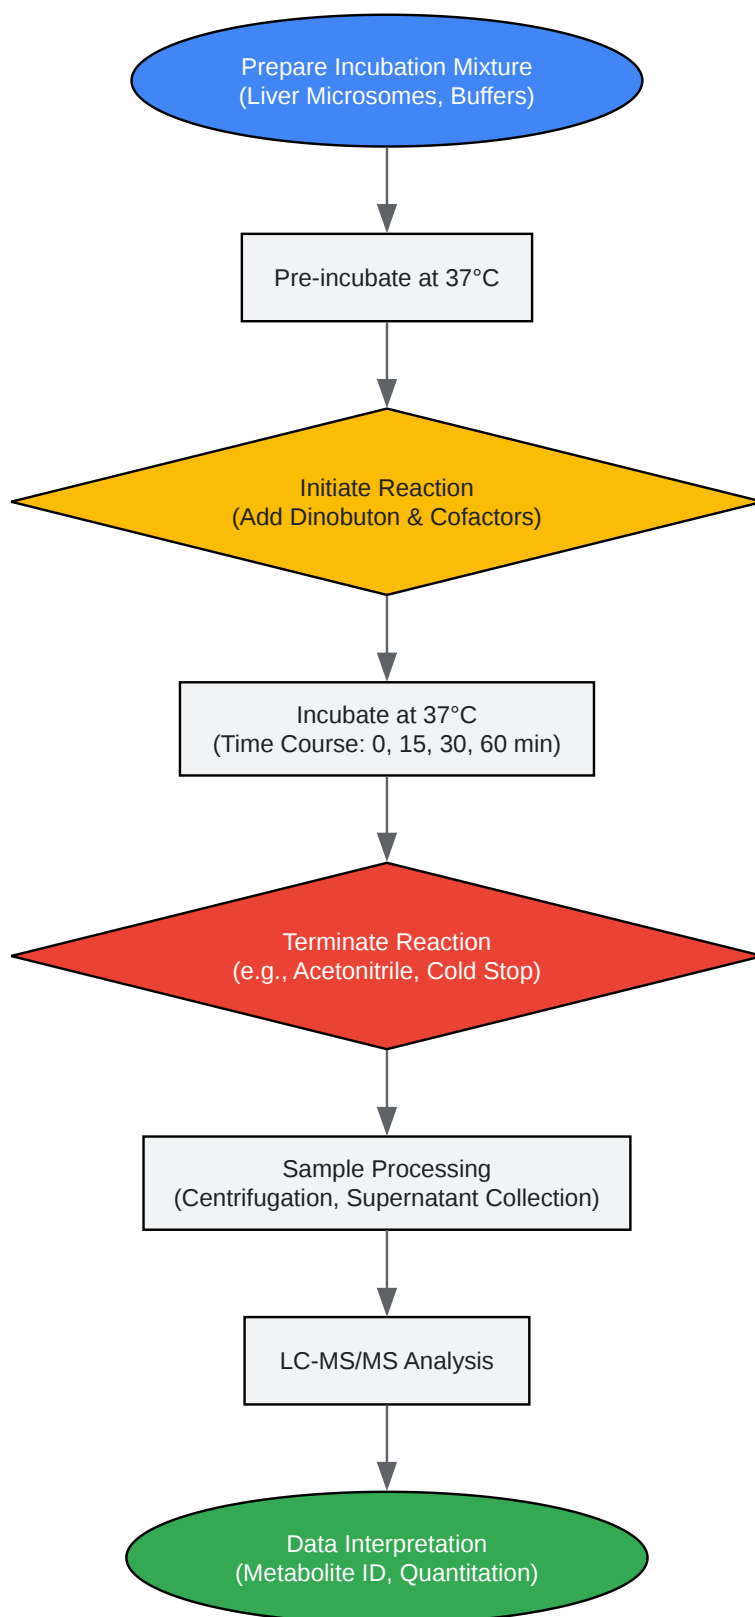 Prepare Incubation Mixture
(Liver Microsomes, Buffers)
Pre-incubate at 37°C
Initiate Reaction
(Add Dinobuton & Cofactors)
Incubate at 37°C
(Time Course: 0, 15, 30, 60 min)
Terminate Reaction
(e.g., Acetonitrile, Cold Stop)
Sample Processing
(Centrifugation, Supernatant Collection)
LC-MS/MS Analysis
Data Interpretation
(Metabolite ID, Quantitation)